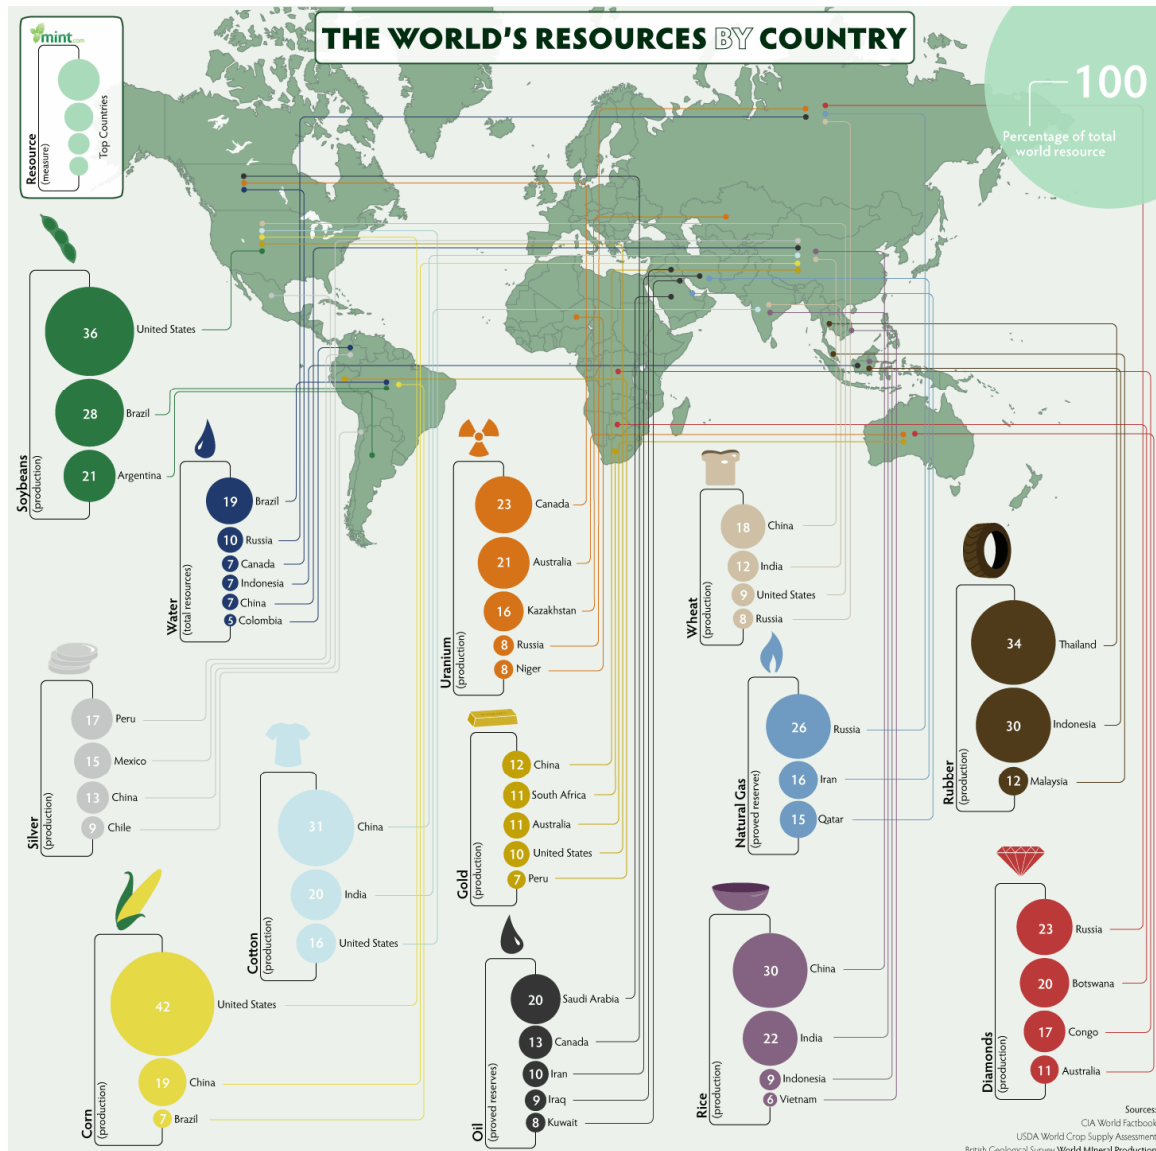 THE WORLD'S RESOURCES BY COUNTRY
mint.com
Resource
(measure)
Top Countries
100
Percentage of total
world resource
Soybeans
(production)
36 United States
28 Brazil
21 Argentina
Water
(total resources)
19 Brazil
10 Russia
7 Canada
7 Indonesia
7 China
5 Colombia
Uranium
(production)
23 Canada
21 Australia
16 Kazakhstan
8 Russia
8 Niger
Wheat
(production)
18 China
12 India
9 United States
8 Russia
Rubber
(production)
34 Thailand
30 Indonesia
12 Malaysia
Silver
(production)
17 Peru
15 Mexico
13 China
9 Chile
Cotton
(production)
31 China
20 India
16 United States
Gold
(production)
12 China
11 South Africa
11 Australia
10 United States
7 Peru
Natural Gas
(proved reserves)
26 Russia
16 Iran
15 Qatar
Corn
(production)
42 United States
19 China
7 Brazil
Oil
(proved reserves)
20 Saudi Arabia
13 Canada
10 Iran
9 Iraq
8 Kuwait
Rice
(production)
30 China
22 India
9 Indonesia
6 Vietnam
Diamonds
(production)
23 Russia
20 Botswana
17 Congo
11 Australia
Sources:
CIA World Factbook
USDA World Crop Supply Assessment
British Geological Survey World Mineral Production